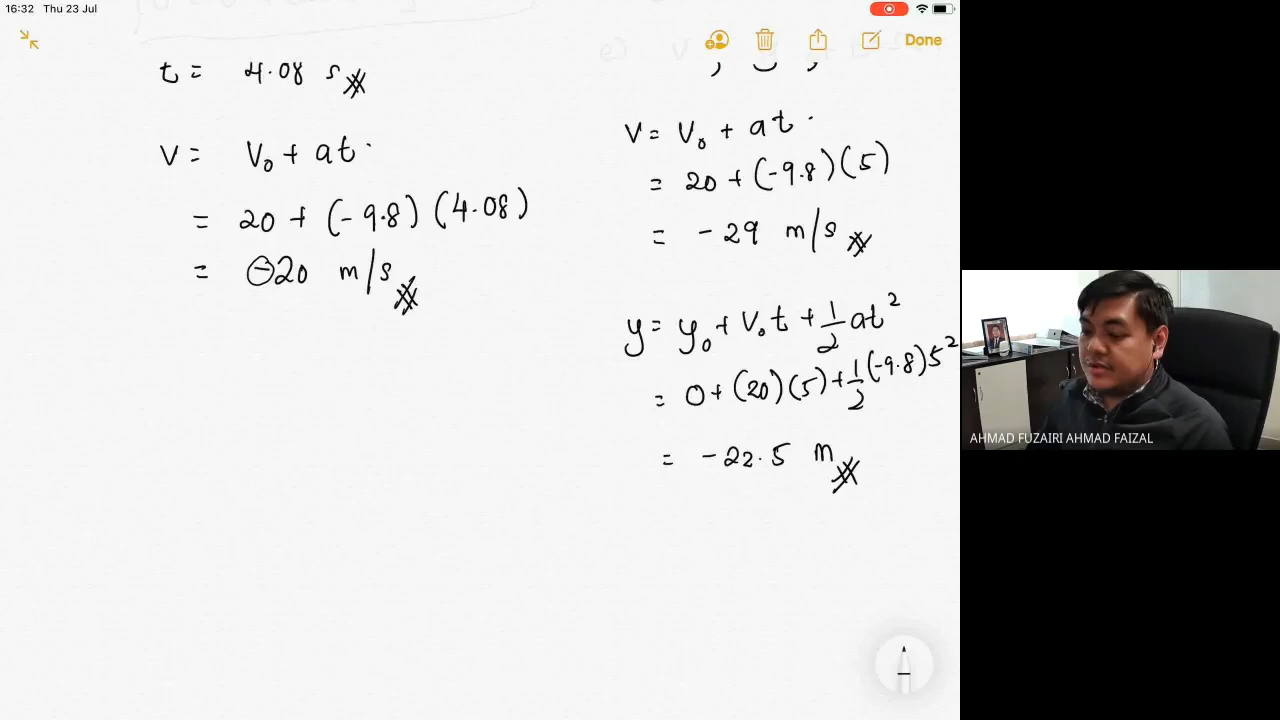 16:32 Thu 23 Jul
Done
t = 4.08 s
v = v₀ + at
= 20 + (-9.8) (4.08)
= -20 m/s
v = v₀ + at
= 20 + (-9.8) (5)
= -29 m/s
y = y₀ + v₀t + 1/2 at²
= 0 + (20) (5) + 1/2 (-9.8) 5²
= -22.5 m
AHMAD FUZAIRI AHMAD FAIZAL